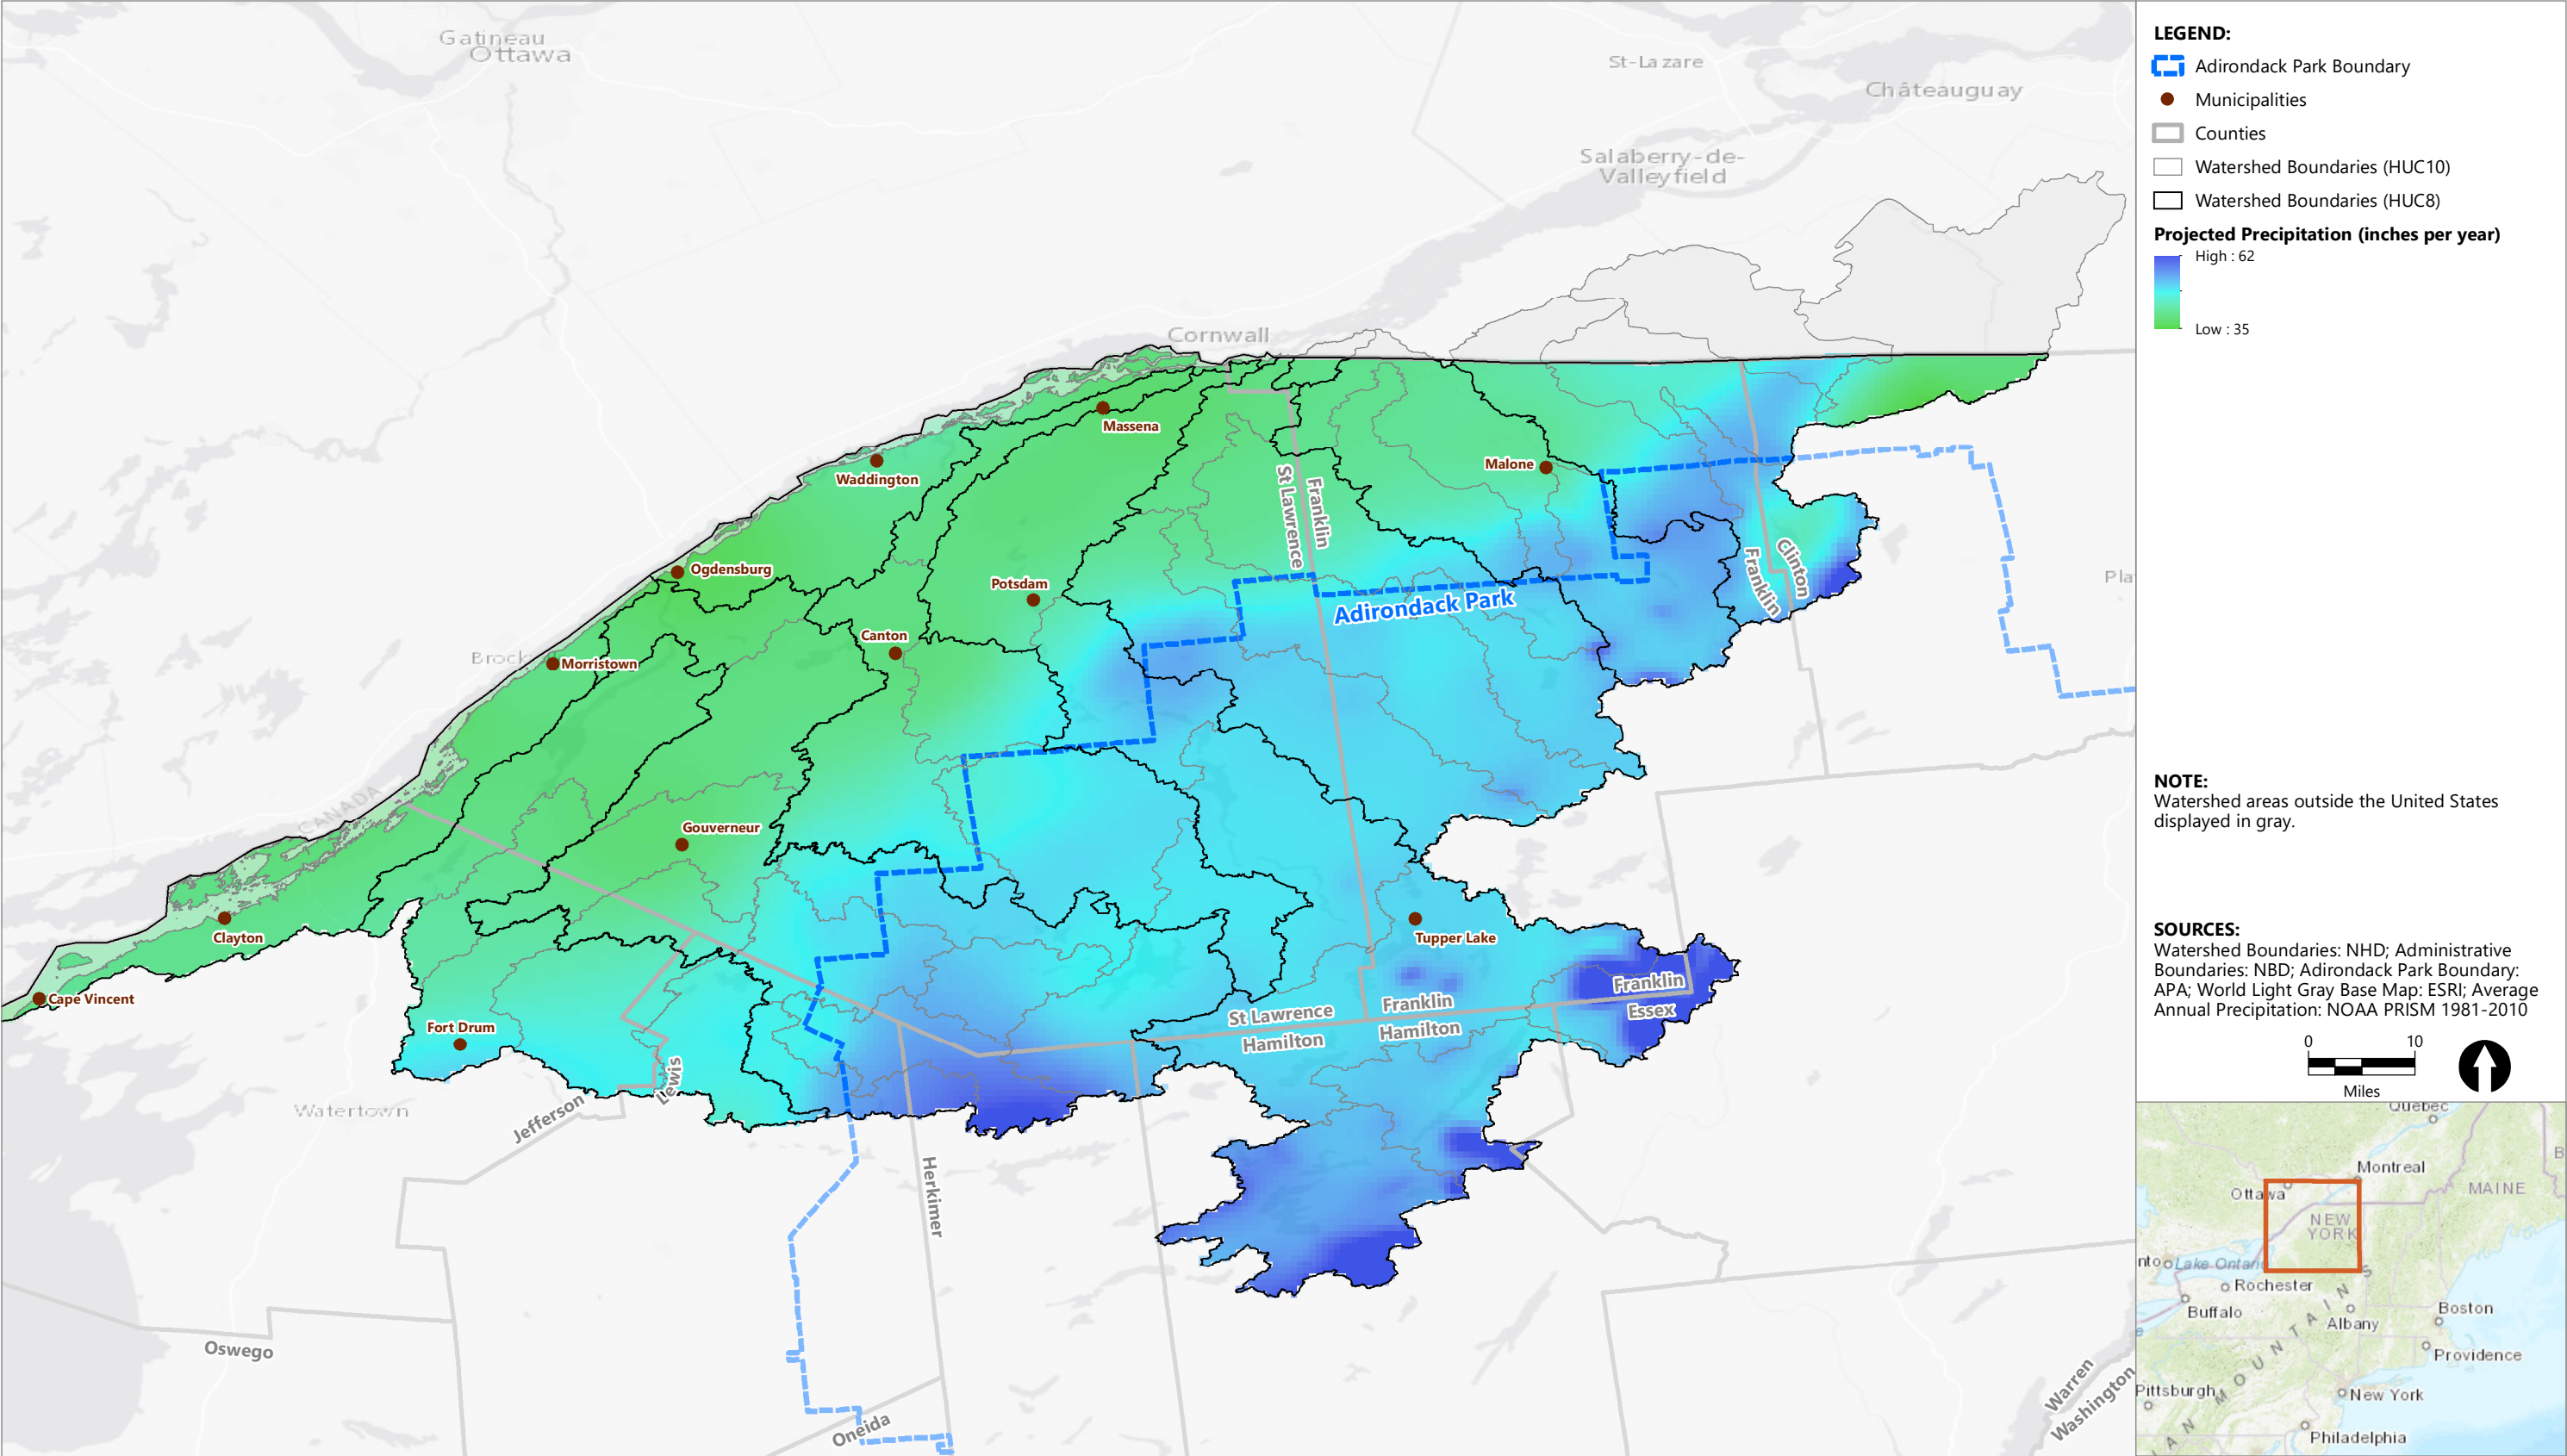 Gatineau
Ottawa
St-Lazare
Châteauguay
Salaberry-de-
Valleyfield
Cornwall
Massena
Waddington
Malone
St Lawrence
Franklin
Ogdensburg
Potsdam
Adirondack Park
Franklin
Clinton
Canton
Brock
Morristown
Pla
CANADA
Gouverneur
Clayton
Tupper Lake
Cape Vincent
Franklin
Essex
Franklin
St Lawrence
Hamilton
Hamilton
Fort Drum
Lewis
Jefferson
Watertown
Herkimer
Oswego
Oneida
Warren
Washington
LEGEND:
Adirondack Park Boundary
Municipalities
Counties
Watershed Boundaries (HUC10)
Watershed Boundaries (HUC8)
Projected Precipitation (inches per year)
High : 62
Low : 35
NOTE:
Watershed areas outside the United States
displayed in gray.
SOURCES:
Watershed Boundaries: NHD; Administrative
Boundaries: NBD; Adirondack Park Boundary:
APA; World Light Gray Base Map: ESRI; Average
Annual Precipitation: NOAA PRISM 1981-2010
0 10
Miles
Quebec
Montreal
Ottawa
MAINE
NEW
YORK
nto
Lake Ontari
Rochester
Buffalo
Boston
Albany
Providence
Pittsburgh
New York
Philadelphia
AN MOUNTAINS